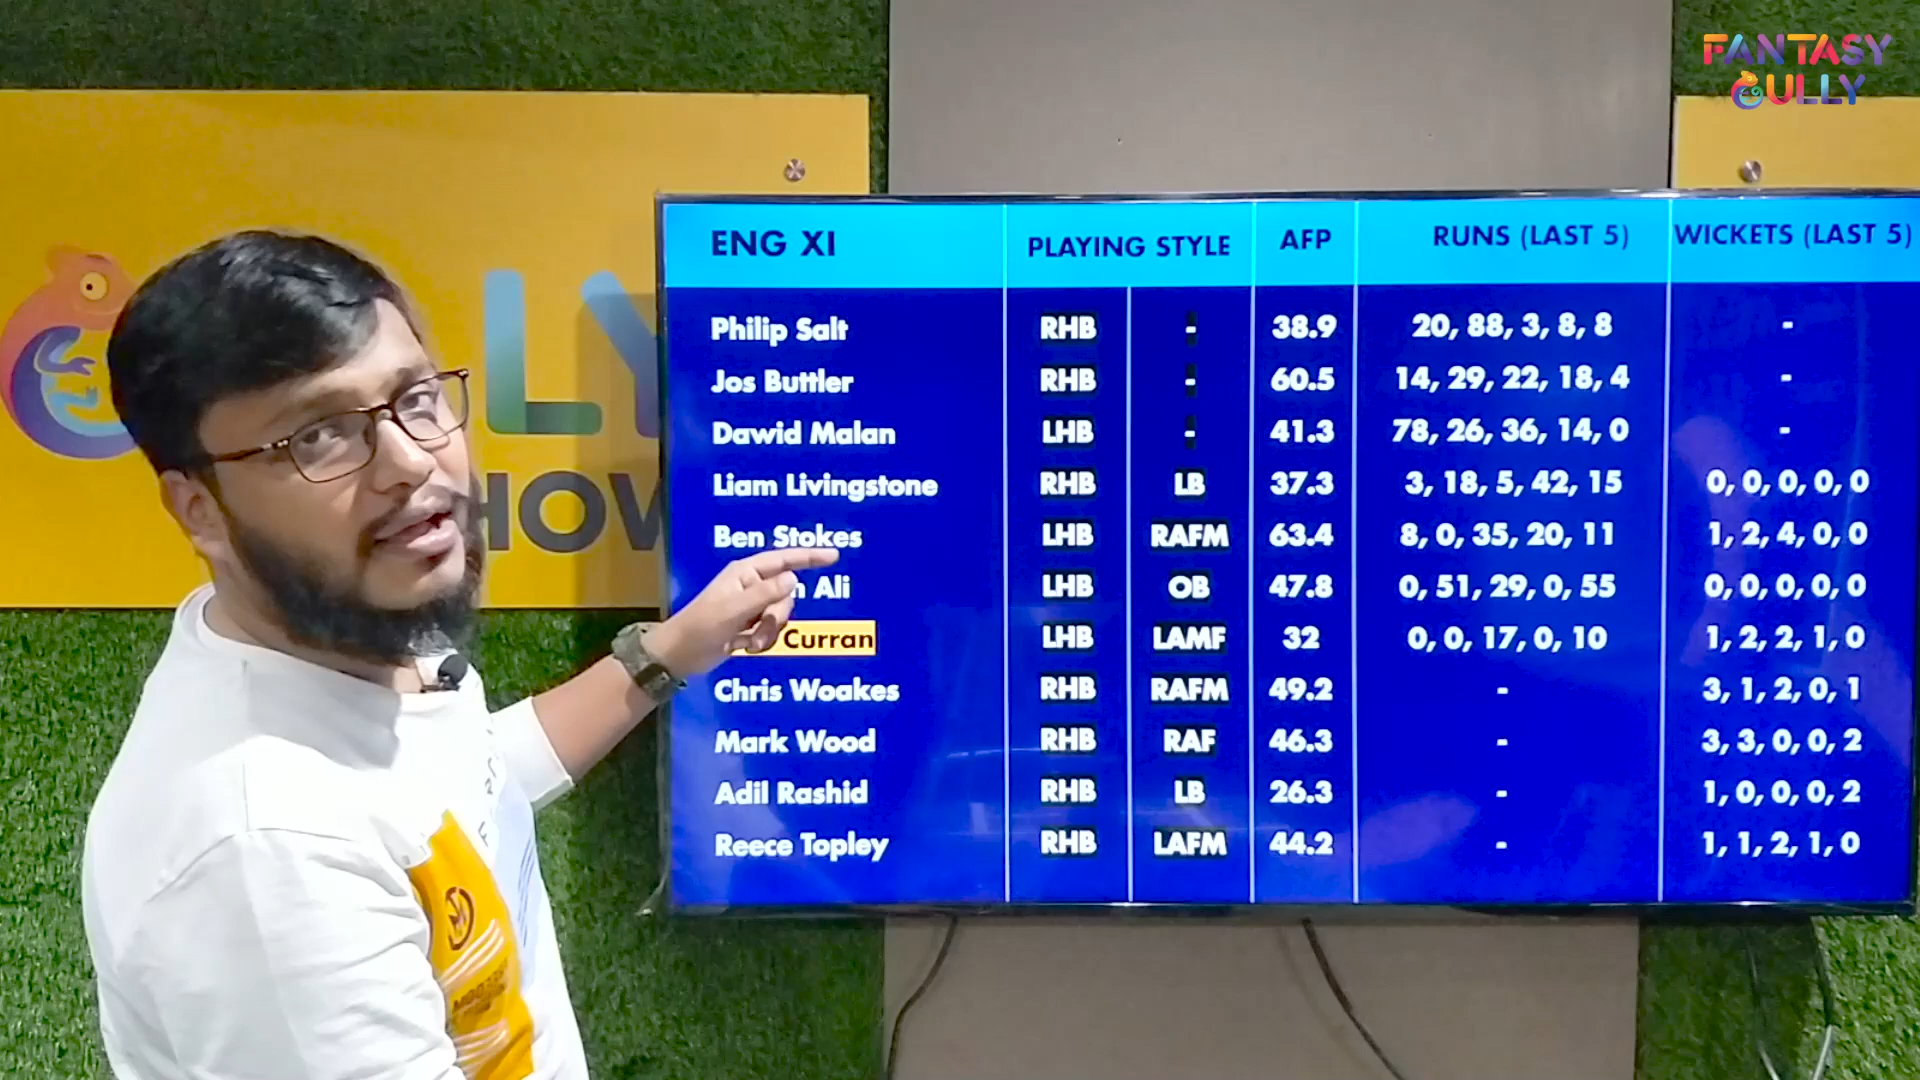 FANTASY
GULLY
LY
HOW
ENG XI PLAYING STYLE AFP RUNS (LAST 5) WICKETS (LAST 5)
Philip Salt RHB - 38.9 20, 88, 3, 8, 8 -
Jos Buttler RHB - 60.5 14, 29, 22, 18, 4 -
Dawid Malan LHB - 41.3 78, 26, 36, 14, 0 -
Liam Livingstone RHB LB 37.3 3, 18, 5, 42, 15 0, 0, 0, 0, 0
Ben Stokes LHB RAFM 63.4 8, 0, 35, 20, 11 1, 2, 4, 0, 0
Ali LHB OB 47.8 0, 51, 29, 0, 55 0, 0, 0, 0, 0
Curran LHB LAMF 32 0, 0, 17, 0, 10 1, 2, 2, 1, 0
Chris Woakes RHB RAFM 49.2 - 3, 1, 2, 0, 1
Mark Wood RHB RAF 46.3 - 3, 3, 0, 0, 2
Adil Rashid RHB LB 26.3 - 1, 0, 0, 0, 2
Reece Topley RHB LAFM 44.2 - 1, 1, 2, 1, 0